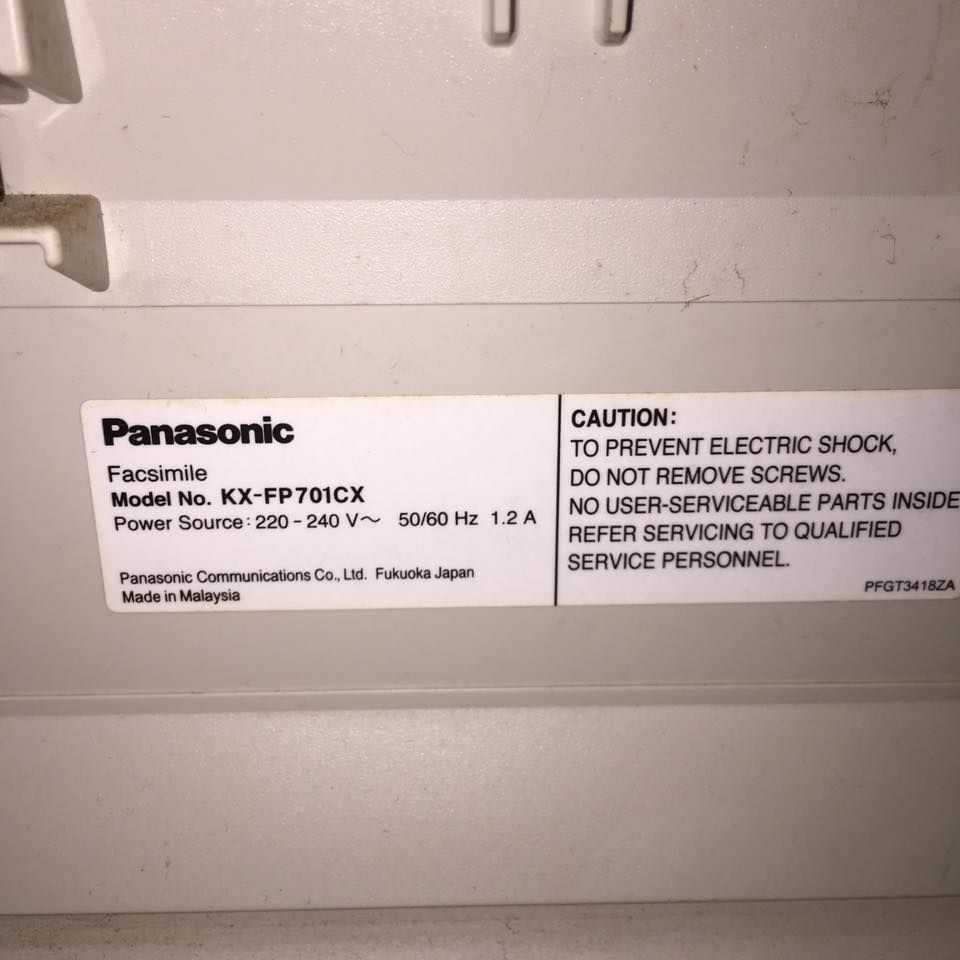 Panasonic
Facsimile
Model No. KX-FP701CX
Power Source: 220 - 240 V~ 50/60 Hz 1.2 A
Panasonic Communications Co., Ltd. Fukuoka Japan
Made in Malaysia
CAUTION:
TO PREVENT ELECTRIC SHOCK,
DO NOT REMOVE SCREWS.
NO USER-SERVICEABLE PARTS INSIDE
REFER SERVICING TO QUALIFIED
SERVICE PERSONNEL.
PFGT3418ZA